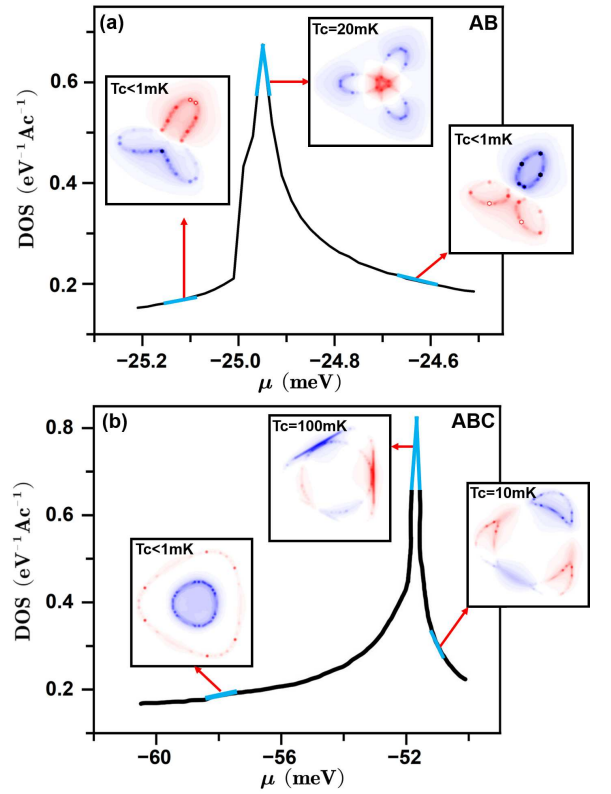 (a)
AB
Tc=20mK
Tc<1mK
Tc<1mK
0.6
0.4
0.2
DOS (eV⁻¹Ac⁻¹)
−25.2
−25.0
−24.8
−24.6
μ (meV)
(b)
ABC
Tc=100mK
Tc=10mK
Tc<1mK
0.8
0.6
0.4
0.2
DOS (eV⁻¹Ac⁻¹)
−60
−56
−52
μ (meV)